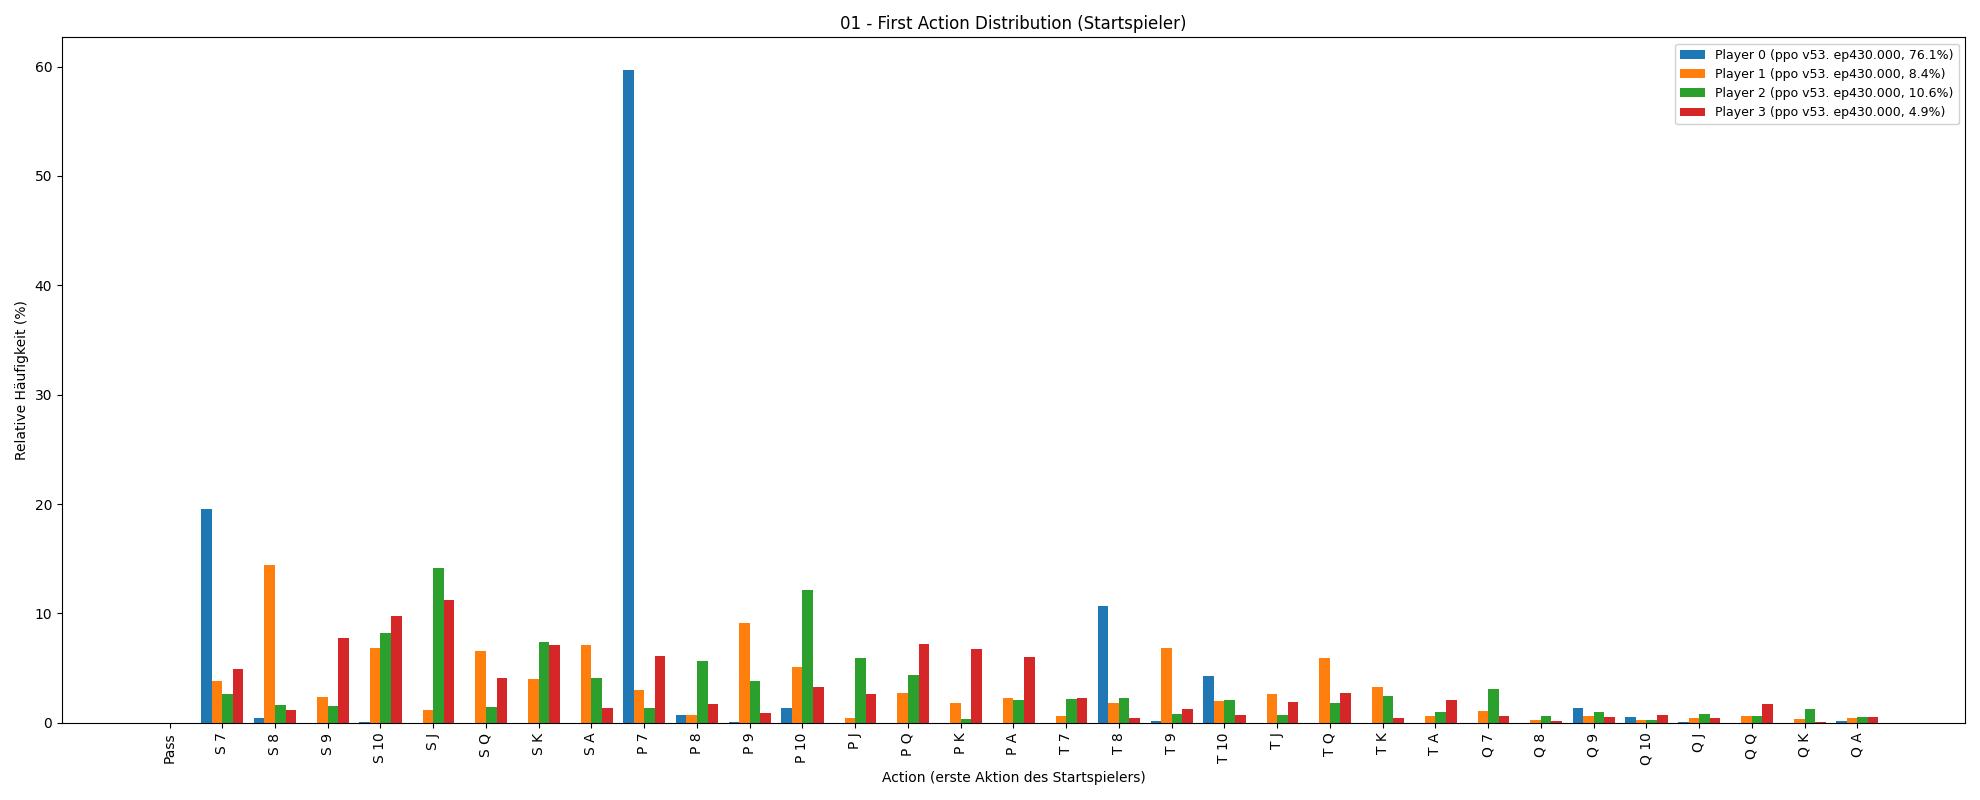 01 - First Action Distribution (Startspieler)
Player 0 (ppo v53. ep430.000, 76.1%)
Player 1 (ppo v53. ep430.000, 8.4%)
Player 2 (ppo v53. ep430.000, 10.6%)
Player 3 (ppo v53. ep430.000, 4.9%)
Relative Häufigkeit (%)
60
50
40
30
20
10
0
Pass
S 7
S 8
S 9
S 10
S J
S Q
S K
S A
P 7
P 8
P 9
P 10
P J
P Q
P K
P A
T 7
T 8
T 9
T 10
T J
T Q
T K
T A
Q 7
Q 8
Q 9
Q 10
Q J
Q Q
Q K
Q A
Action (erste Aktion des Startspielers)